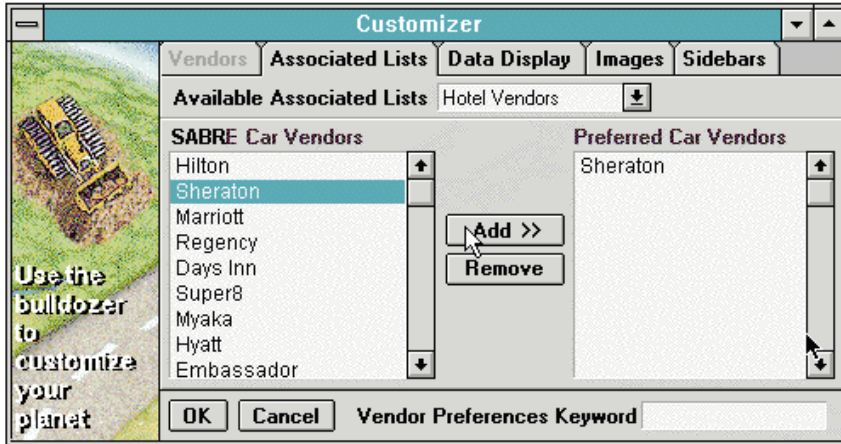 Customizer
Vendors Associated Lists Data Display Images Sidebars
Available Associated Lists Hotel Vendors
SABRE Car Vendors
Hilton
Sheraton
Marriott
Regency
Days Inn
Super8
Myaka
Hyatt
Embassador
Add >>
Remove
Preferred Car Vendors
Sheraton
Use the
bulldozer
to
customize
your
planet
OK Cancel Vendor Preferences Keyword